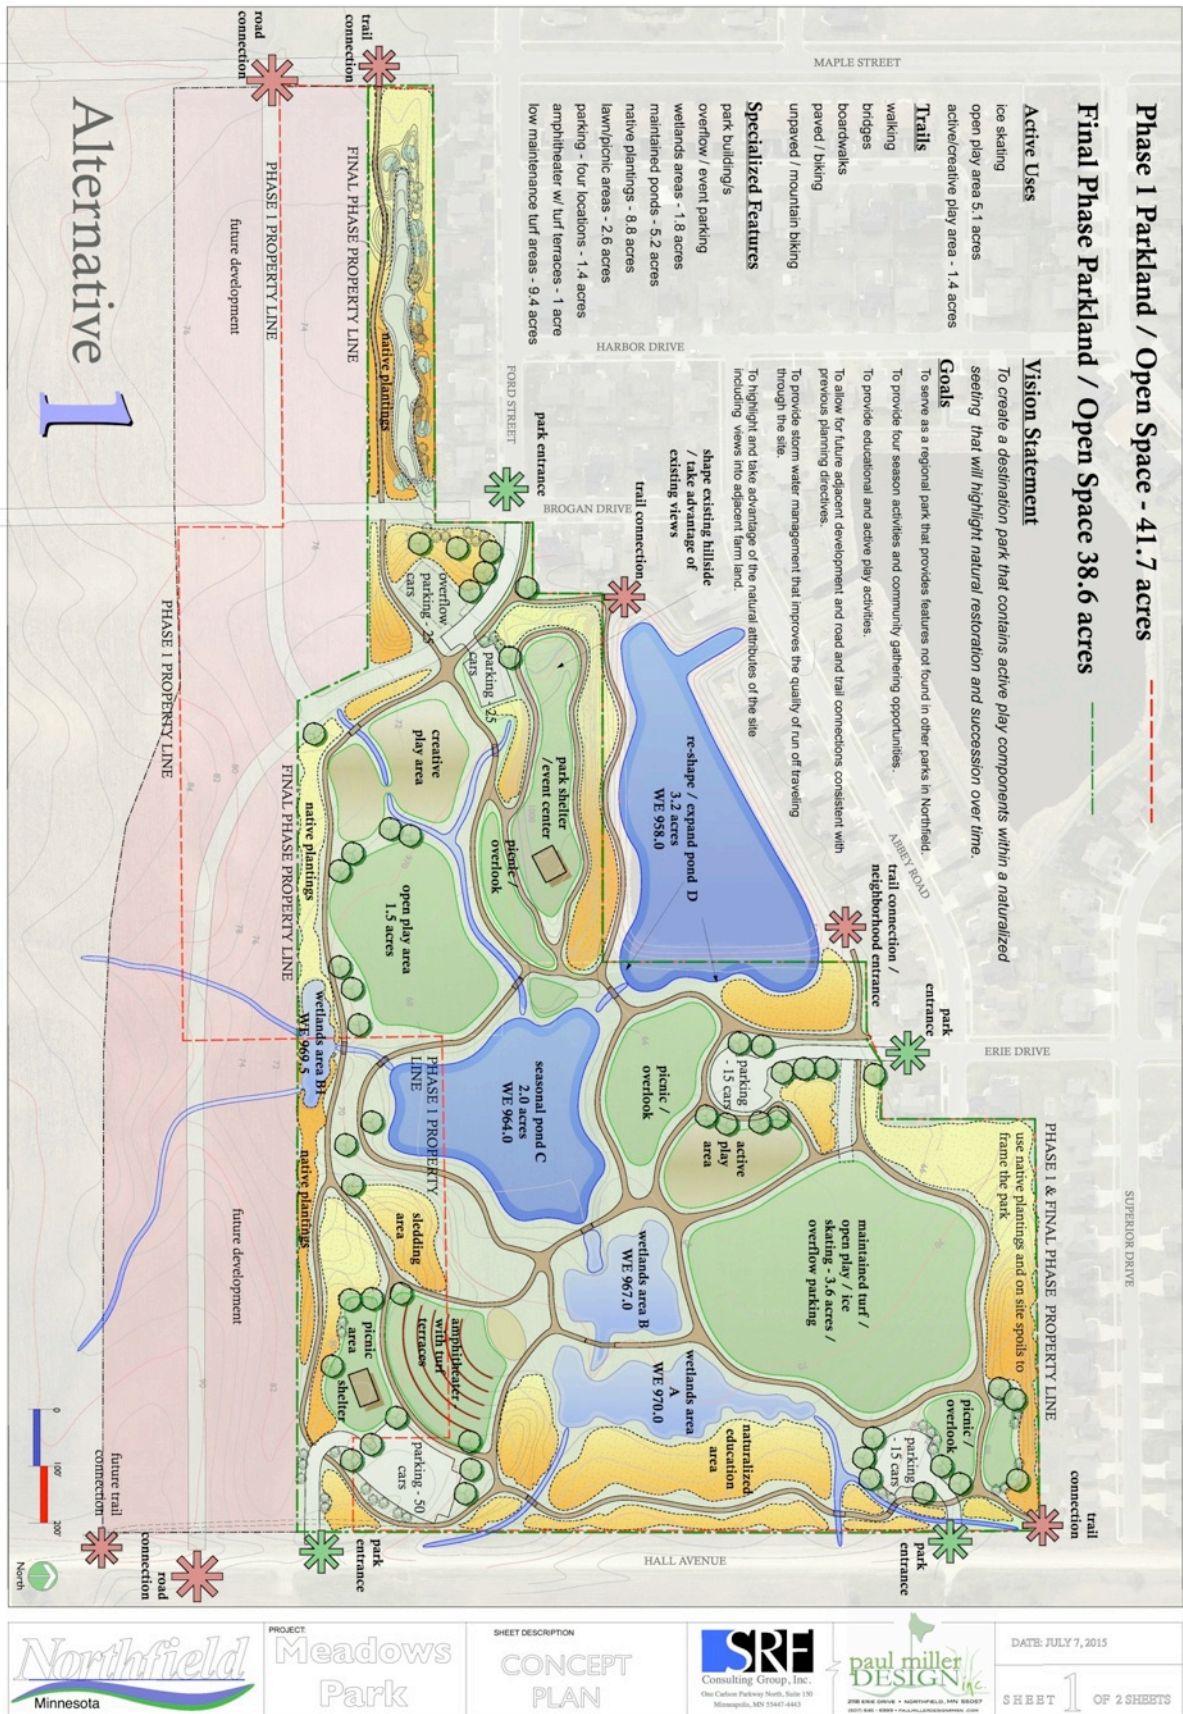 Phase 1 Parkland / Open Space - 41.7 acres
Final Phase Parkland / Open Space 38.6 acres
Active Uses
ice skating
open play area 5.1 acres
active/creative play area - 1.4 acres
Trails
walking
bridges
boardwalks
paved / biking
unpaved / mountain biking
Specialized Features
park building/s
overflow / event parking
wetlands areas - 1.8 acres
maintained ponds - 5.2 acres
native plantings - 8.8 acres
lawn/picnic areas - 2.6 acres
parking - four locations - 1.4 acres
amphitheater w/ turf terraces - 1 acre
low maintenance turf areas - 9.4 acres
Vision Statement
To create a destination park that contains active play components within a naturalized
seeting that will highlight natural restoration and succession over time.
Goals
To serve as a regional park that provides features not found in other parks in Northfield.
To provide four season activities and community gathering opportunities.
To provide educational and active play activities.
To allow for future adjacent development and road and trail connections consistent with
previous planning directives.
To provide storm water management that improves the quality of run off traveling
through the site.
To highlight and take advantage of the natural attributes of the site
including views into adjacent farm land.
MAPLE STREET
HARBOR DRIVE
FORD STREET
BROGAN DRIVE
ABBEY ROAD
ERIE DRIVE
SUPERIOR DRIVE
HALL AVENUE
road
connection
trail
connection
park entrance
trail connection
shape existing hillside
/ take advantage of
existing views
trail connection /
neighborhood entrance
park
entrance
PHASE 1 & FINAL PHASE PROPERTY LINE
use native plantings and on site spoils to
frame the park
trail
connection
FINAL PHASE PROPERTY LINE
PHASE 1 PROPERTY LINE
future development
native plantings
overflow
parking - 25
cars
parking - 25
cars
creative
play area
park shelter
/event center
picnic /
overlook
re-shape / expand pond D
3.2 acres
WE 958.0
open play area
1.5 acres
native plantings
FINAL PHASE PROPERTY LINE
PHASE 1 PROPERTY LINE
wetlands area B1
WE 969.5
PHASE 1 PROPERTY
LINE
seasonal pond C
2.0 acres
WE 964.0
picnic /
overlook
parking
- 15 cars
active
play
area
maintained turf /
open play / ice
skating - 3.6 acres /
overflow parking
wetlands area B
WE 967.0
wetlands area
A
WE 970.0
naturalized
education
area
picnic /
overlook
parking
- 15 cars
sledding
area
native plantings
future development
amphitheater
with turf
terraces
picnic
area
shelter
parking - 50
cars
park
entrance
park
entrance
future trail
connection
road
connection
Alternative
1
0
100'
200'
North
Northfield
Minnesota
PROJECT:
Meadows
Park
SHEET DESCRIPTION
CONCEPT
PLAN
SRF
Consulting Group, Inc.
One Carlson Parkway North, Suite 150
Minneapolis, MN 55447-4443
paul miller
DESIGN inc.
DATE: JULY 7, 2015
SHEET 1 OF 2 SHEETS